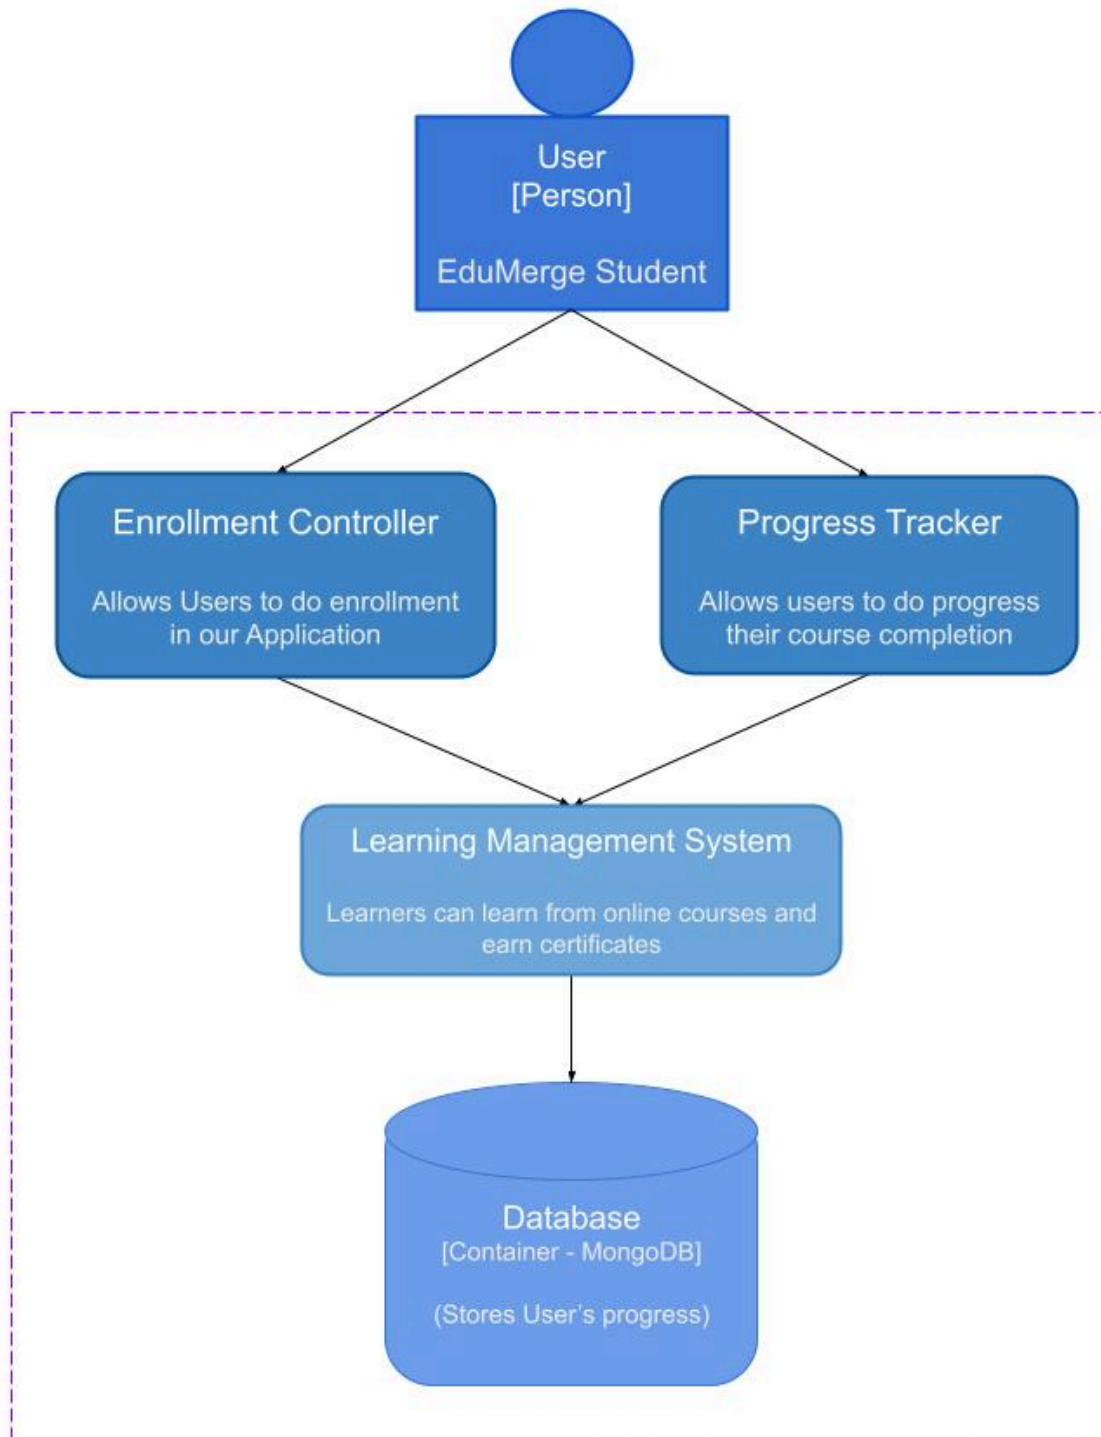 User
[Person]
EduMerge Student
Enrollment Controller
Allows Users to do enrollment
in our Application
Progress Tracker
Allows users to do progress
their course completion
Learning Management System
Learners can learn from online courses and
earn certificates
Database
[Container - MongoDB]
(Stores User’s progress)